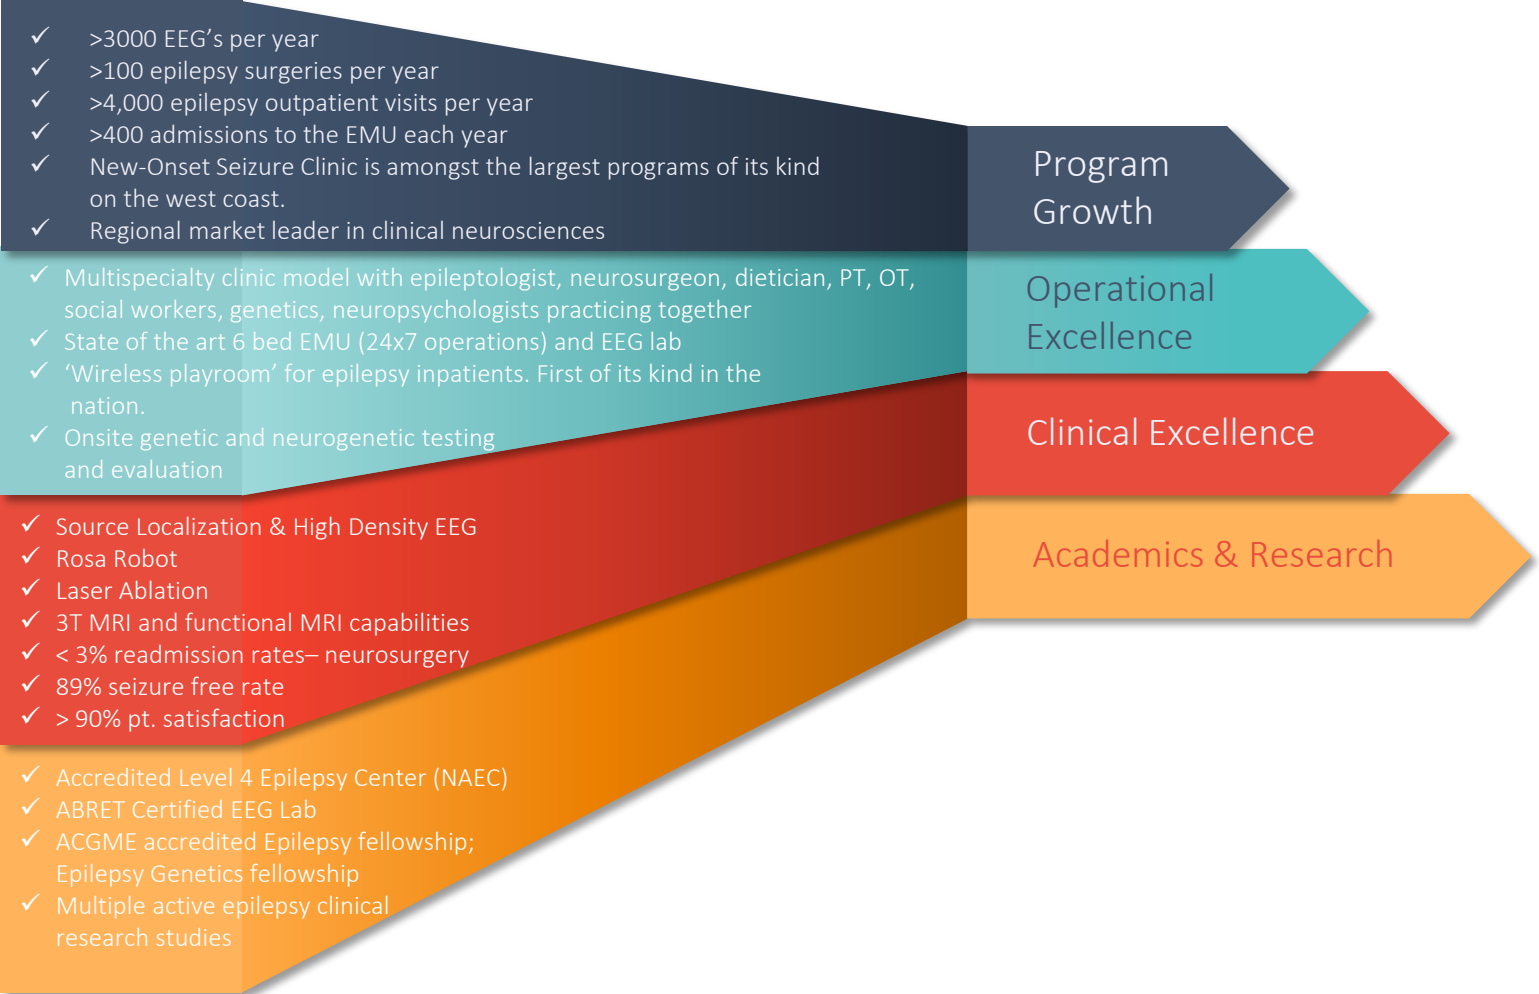 ✓ >3000 EEG’s per year
✓ >100 epilepsy surgeries per year
✓ >4,000 epilepsy outpatient visits per year
✓ >400 admissions to the EMU each year
✓ New-Onset Seizure Clinic is amongst the largest programs of its kind
on the west coast.
✓ Regional market leader in clinical neurosciences
Program
Growth
✓ Multispecialty clinic model with epileptologist, neurosurgeon, dietician, PT, OT,
social workers, genetics, neuropsychologists practicing together
✓ State of the art 6 bed EMU (24x7 operations) and EEG lab
✓ ‘Wireless playroom’ for epilepsy inpatients. First of its kind in the
nation.
✓ Onsite genetic and neurogenetic testing
and evaluation
Operational
Excellence
✓ Source Localization & High Density EEG
✓ Rosa Robot
✓ Laser Ablation
✓ 3T MRI and functional MRI capabilities
✓ < 3% readmission rates– neurosurgery
✓ 89% seizure free rate
✓ > 90% pt. satisfaction
Clinical Excellence
✓ Accredited Level 4 Epilepsy Center (NAEC)
✓ ABRET Certified EEG Lab
✓ ACGME accredited Epilepsy fellowship;
Epilepsy Genetics fellowship
✓ Multiple active epilepsy clinical
research studies
Academics & Research